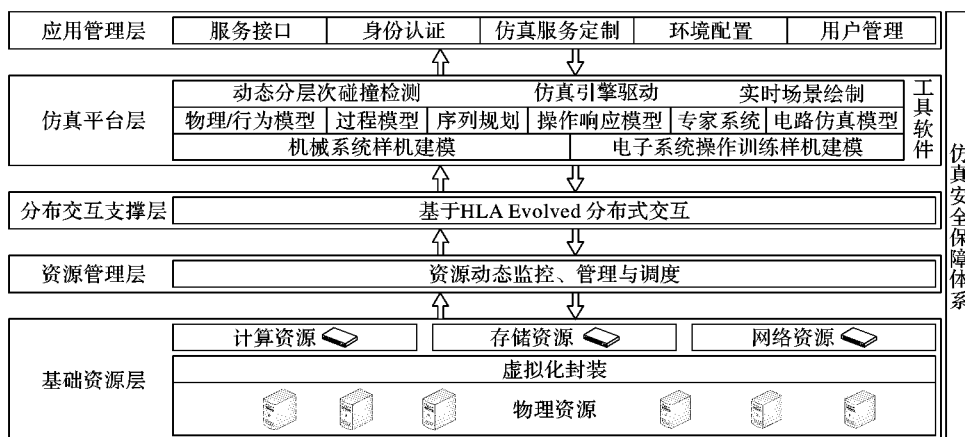 应用管理层 服务接口 身份认证 仿真服务定制 环境配置 用户管理
仿真平台层
动态分层次碰撞检测 仿真引擎驱动 实时场景绘制
物理/行为模型 过程模型 序列规划 操作响应模型 专家系统 电路仿真模型
机械系统样机建模 电子系统操作训练样机建模
工具软件
分布交互支撑层 基于HLA Evolved 分布式交互
资源管理层 资源动态监控、管理与调度
基础资源层
计算资源 存储资源 网络资源
虚拟化封装
物理资源
仿真安全保障体系